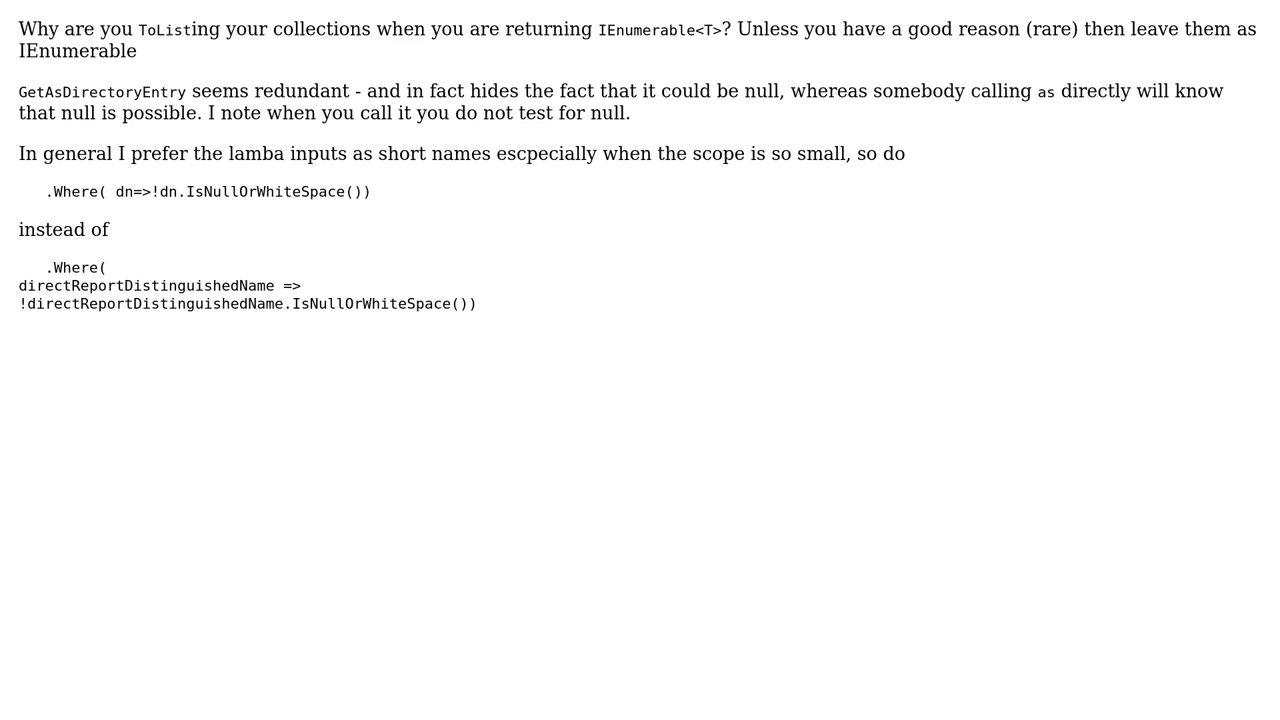 Why are you ToListing your collections when you are returning IEnumerable<T>? Unless you have a good reason (rare) then leave them as
IEnumerable
GetAsDirectoryEntry seems redundant - and in fact hides the fact that it could be null, whereas somebody calling as directly will know
that null is possible. I note when you call it you do not test for null.
In general I prefer the lamba inputs as short names escpecially when the scope is so small, so do
.Where( dn=>!dn.IsNullOrWhiteSpace())
instead of
.Where(
directReportDistinguishedName =>
!directReportDistinguishedName.IsNullOrWhiteSpace())